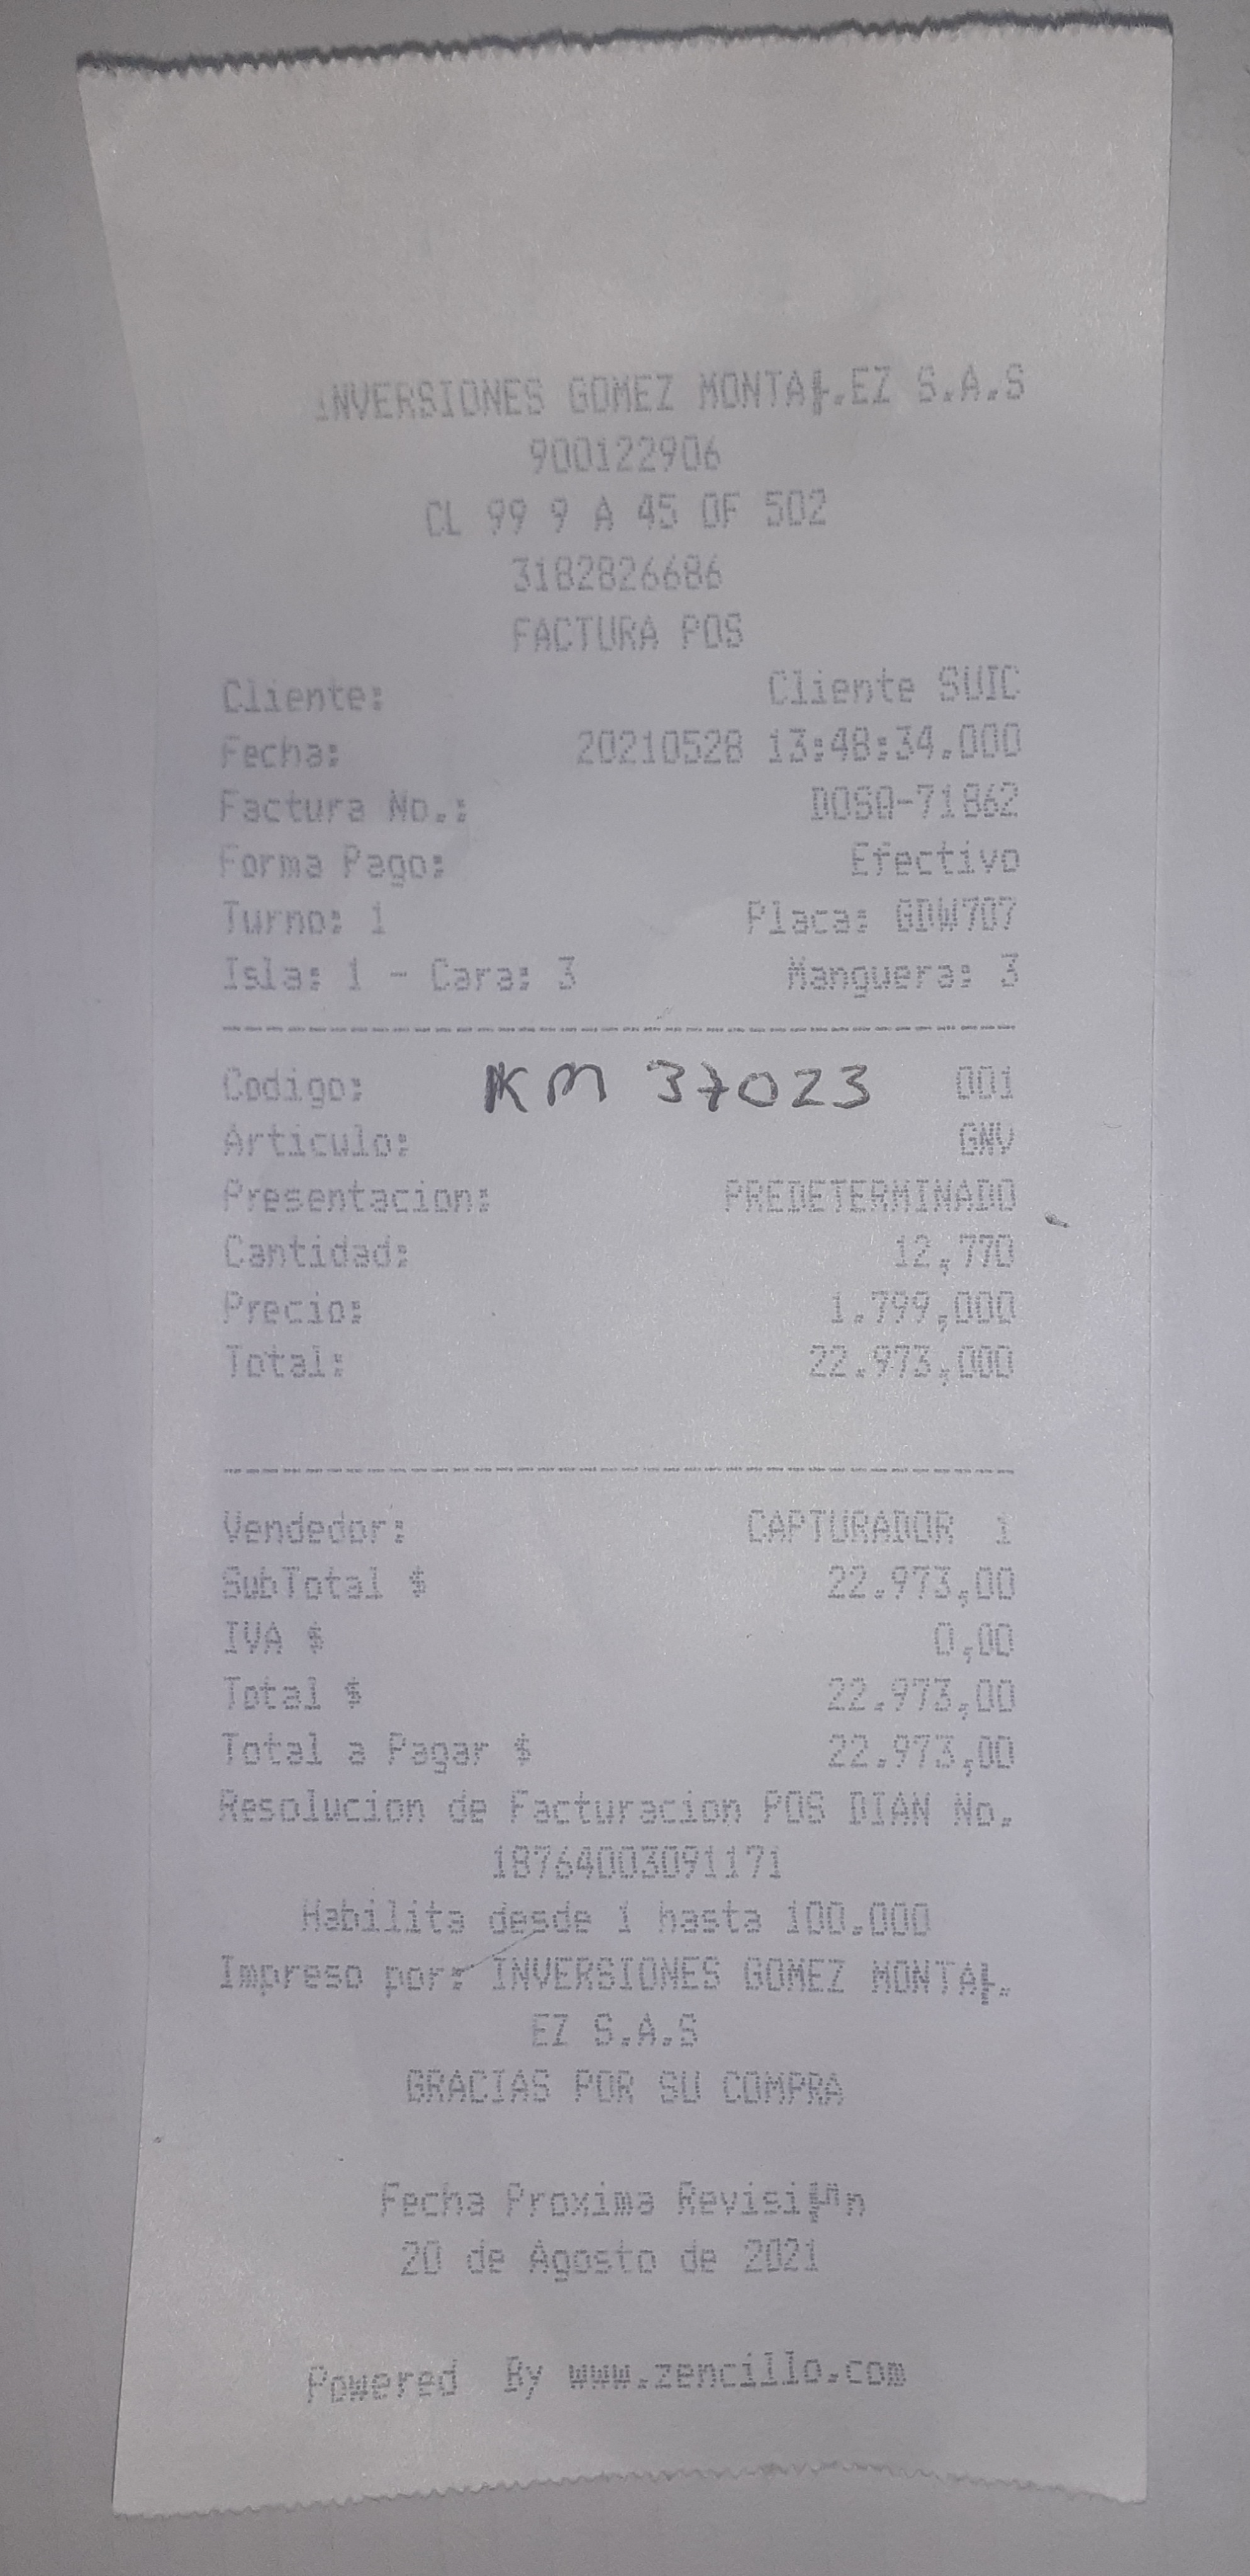 INVERSIONES GOMEZ MONTA├.EZ S.A.S
900122906
CL 99 9 A 45 OF 502
3182826686
FACTURA POS
Cliente: Cliente SUIC
Fecha: 20210528 13:48:34.000
Factura No.: DOSQ-71862
Forma Pago: Efectivo
Turno: 1 Placa: GDW707
Isla: 1 - Cara: 3 Manguera: 3
Codigo: KM 37023 001
Articulo: GNV
Presentacion: PREDETERMINADO
Cantidad: 12,770
Precio: 1.799,000
Total: 22.973,000
Vendedor: CAPTURADOR 1
SubTotal $ 22.973,00
IVA $ 0,00
Total $ 22.973,00
Total a Pagar $ 22.973,00
Resolucion de Facturacion POS DIAN No.
18764003091171
Habilita desde 1 hasta 100.000
Impreso por: INVERSIONES GOMEZ MONTA├.
EZ S.A.S
GRACIAS POR SU COMPRA
Fecha Proxima
20 de Agosto de 2021
Powered By www.zencillo.com